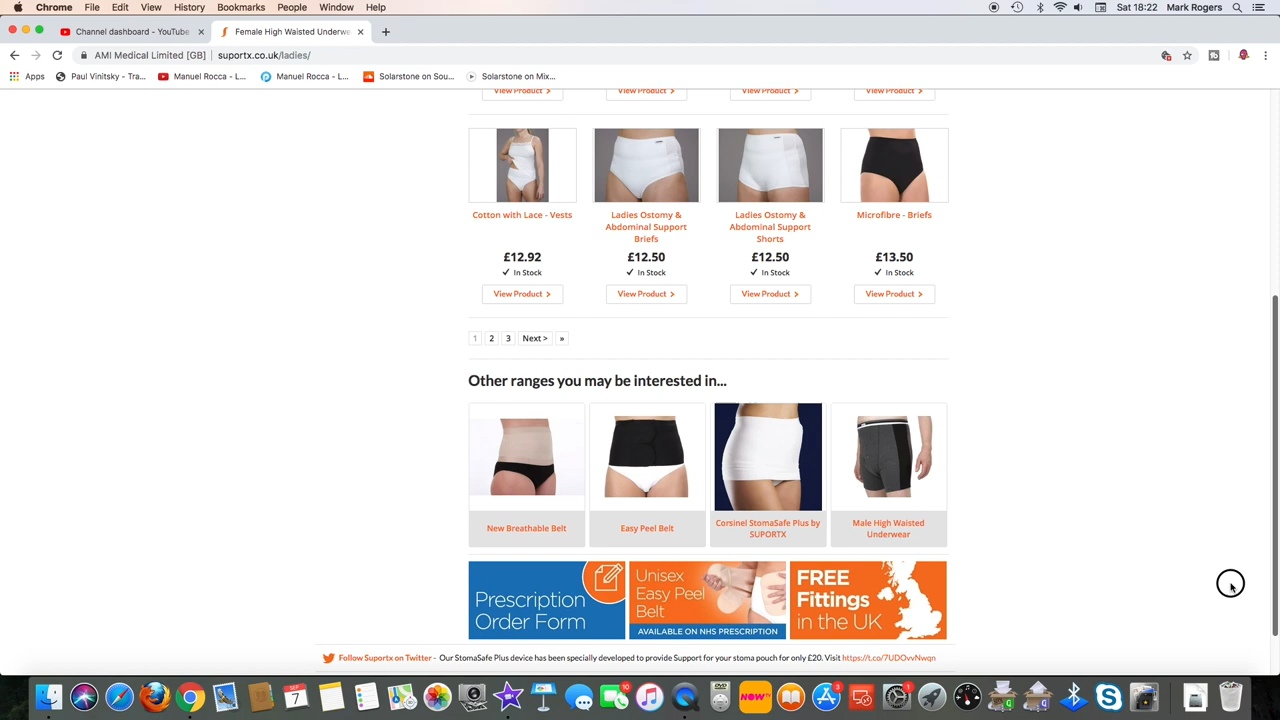 Chrome File Edit View History Bookmarks People Window Help Sat 18:22 Mark Rogers
Channel dashboard - YouTube Female High Waisted Underwe
AMI Medical Limited [GB] | suportx.co.uk/ladies/
Apps Paul Vinitsky - Tra... Manuel Rocca - L... Manuel Rocca - L... Solarstone on Sou... Solarstone on Mix...
View Product > View Product > View Product > View Product >
Cotton with Lace - Vests
Ladies Ostomy &
Abdominal Support
Briefs
Ladies Ostomy &
Abdominal Support
Shorts
Microfibre - Briefs
£12.92 £12.50 £12.50 £13.50
✓ In Stock ✓ In Stock ✓ In Stock ✓ In Stock
View Product > View Product > View Product > View Product >
1 2 3 Next > »
Other ranges you may be interested in...
New Breathable Belt
Easy Peel Belt
Corsinel StomaSafe Plus by
SUPORTX
Male High Waisted
Underwear
Prescription
Order Form
Unisex
Easy Peel
Belt
AVAILABLE ON NHS PRESCRIPTION
FREE
Fittings
in the UK
Follow Suportx on Twitter - Our StomaSafe Plus device has been specially developed to provide Support for your stoma pouch for only £20. Visit https://t.co/7UDOvvNwqn
SEP
7
10
NOW TV
3
1